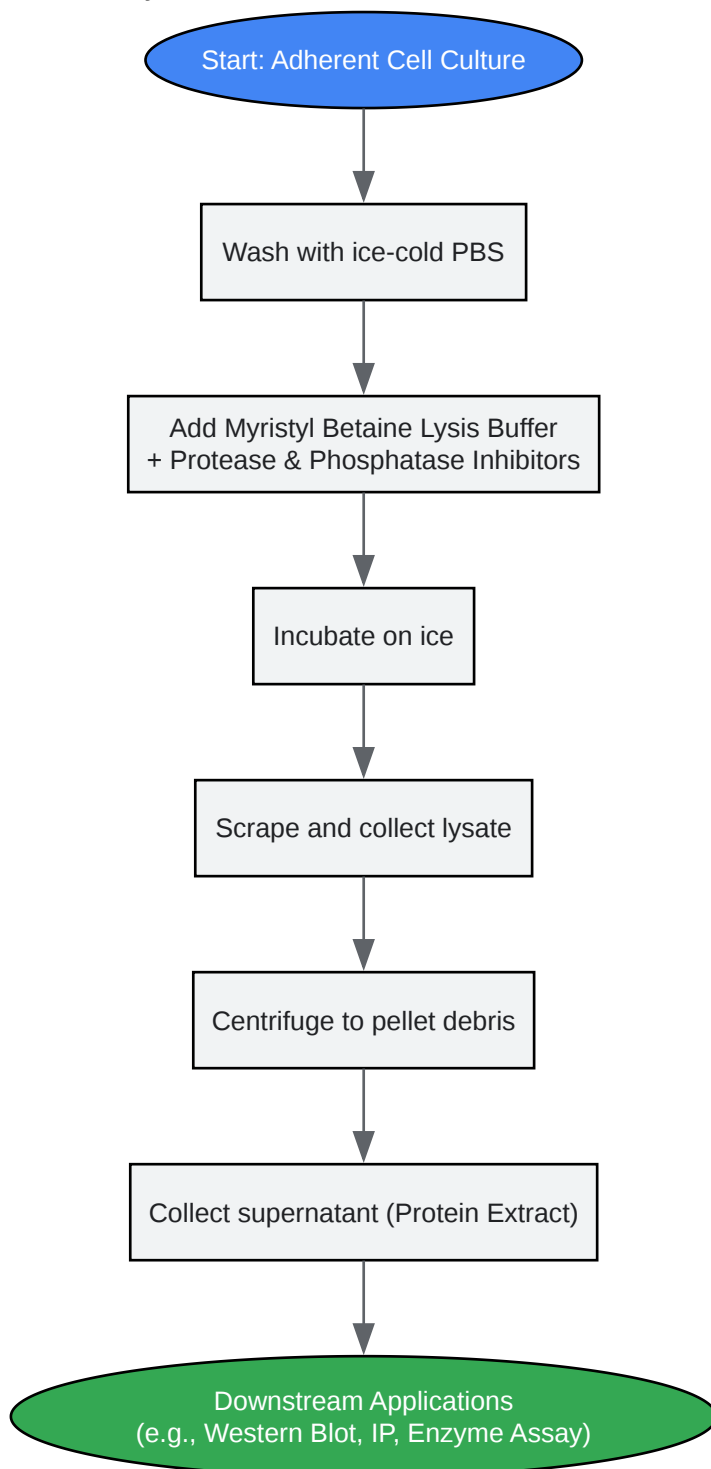 Start: Adherent Cell Culture
Wash with ice-cold PBS
Add Myristyl Betaine Lysis Buffer
+ Protease & Phosphatase Inhibitors
Incubate on ice
Scrape and collect lysate
Centrifuge to pellet debris
Collect supernatant (Protein Extract)
Downstream Applications
(e.g., Western Blot, IP, Enzyme Assay)